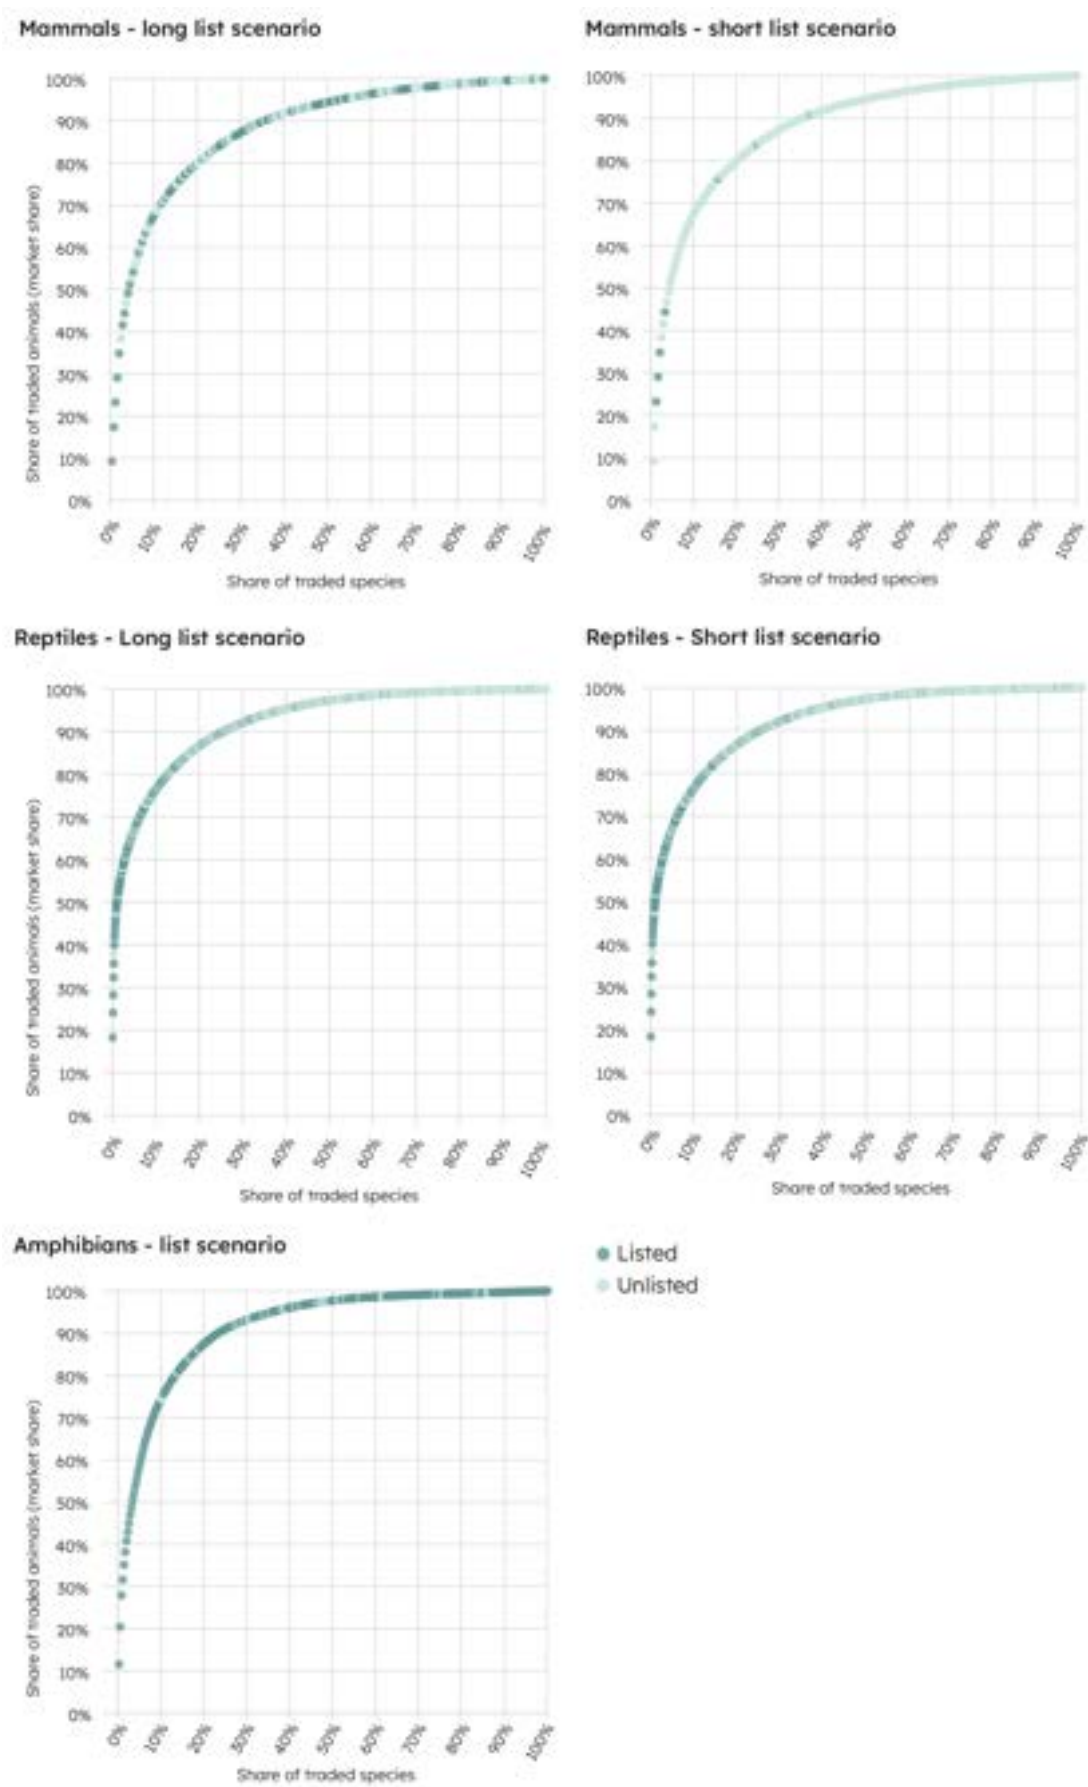 Mammals - long list scenario
Share of traded animals (market share)
100%
90%
80%
70%
60%
50%
40%
30%
20%
10%
0%
0% 10% 20% 30% 40% 50% 60% 70% 80% 90% 100%
Share of traded species
Mammals - short list scenario
100%
90%
80%
70%
60%
50%
40%
30%
20%
10%
0%
0% 10% 20% 30% 40% 50% 60% 70% 80% 90% 100%
Share of traded species
Reptiles - Long list scenario
Share of traded animals (market share)
100%
90%
80%
70%
60%
50%
40%
30%
20%
10%
0%
0% 10% 20% 30% 40% 50% 60% 70% 80% 90% 100%
Share of traded species
Reptiles - Short list scenario
100%
90%
80%
70%
60%
50%
40%
30%
20%
10%
0%
0% 10% 20% 30% 40% 50% 60% 70% 80% 90% 100%
Share of traded species
Amphibians - list scenario
Share of traded animals (market share)
100%
90%
80%
70%
60%
50%
40%
30%
20%
10%
0%
0% 10% 20% 30% 40% 50% 60% 70% 80% 90% 100%
Share of traded species
Listed
Unlisted